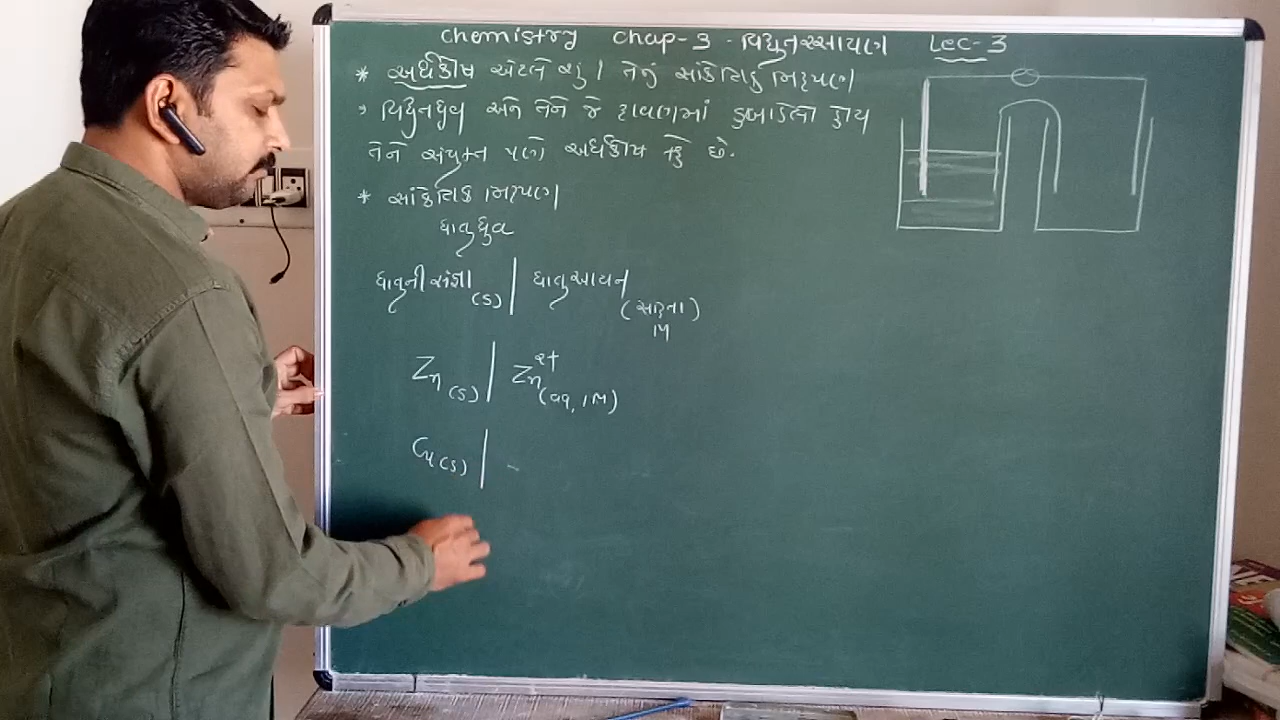 Chemistry Chap-3 - વિદ્યુતરસાયણ Lec-3
* અર્ધકોષ એટલે શું ? તેનું સાંકેતિક નિરૂપણ
→ વિદ્યુતધ્રુવ અને તેને જે દ્રાવણમાં ડુબાડેલો હોય
તેને સંયુક્ત પણે અર્ધકોષ કહે છે.
* સાંકેતિક નિરૂપણ
ધાતુધ્રુવ
ધાતુની સંજ્ઞા (s) | ધાતુઆયન (સાંદ્રતા)
1M
Zn (s) | Zn²⁺ (aq, 1M)
Cu (s) |